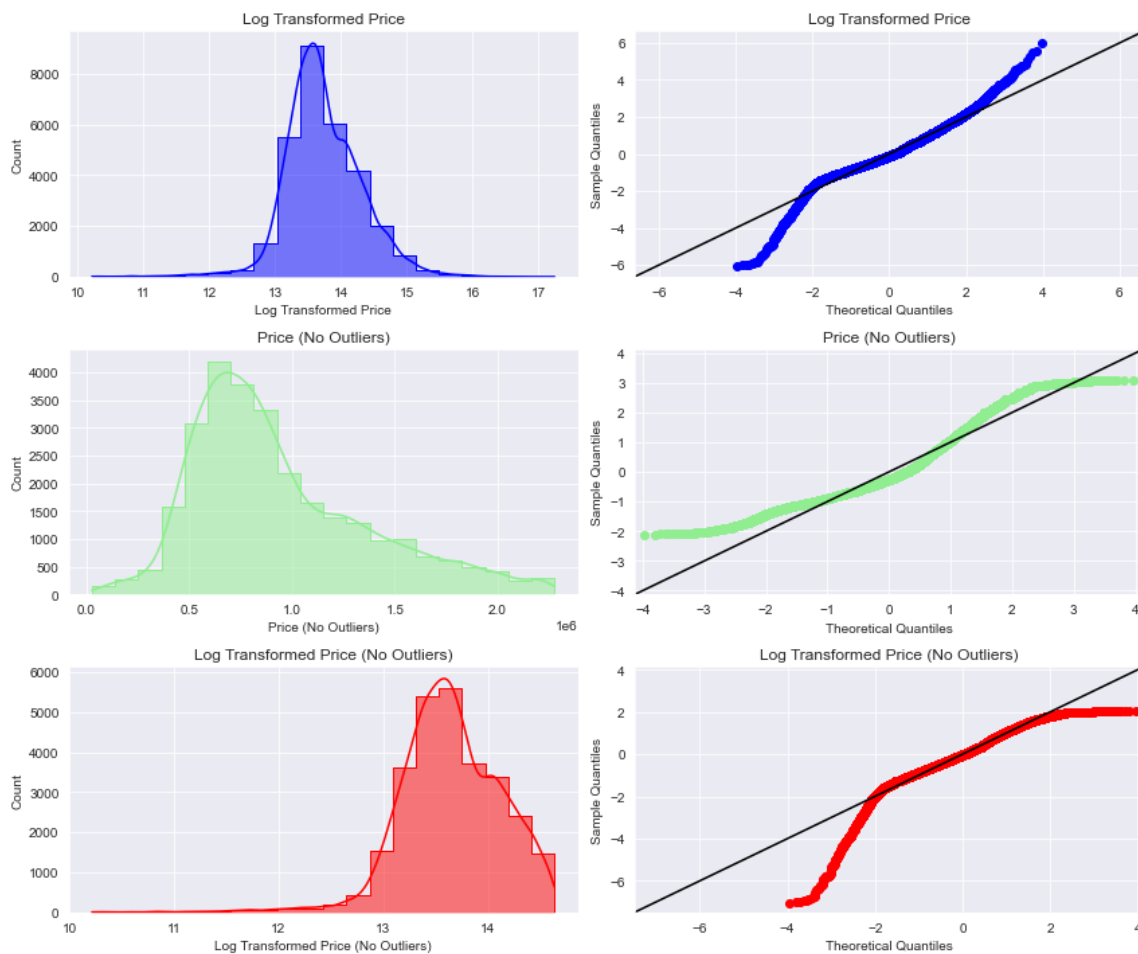 Log Transformed Price
8000
6000
4000
2000
0
Count
10 11 12 13 14 15 16 17
Log Transformed Price
Log Transformed Price
6
4
2
0
−2
−4
−6
Sample Quantiles
−6 −4 −2 0 2 4 6
Theoretical Quantiles
Price (No Outliers)
4000
3500
3000
2500
2000
1500
1000
500
0
Count
0.0 0.5 1.0 1.5 2.0
1e6
Price (No Outliers)
Price (No Outliers)
4
3
2
1
0
−1
−2
−3
−4
Sample Quantiles
−4 −3 −2 −1 0 1 2 3 4
Theoretical Quantiles
Log Transformed Price (No Outliers)
6000
5000
4000
3000
2000
1000
0
Count
10 11 12 13 14
Log Transformed Price (No Outliers)
Log Transformed Price (No Outliers)
4
2
0
−2
−4
−6
Sample Quantiles
−6 −4 −2 0 2 4
Theoretical Quantiles